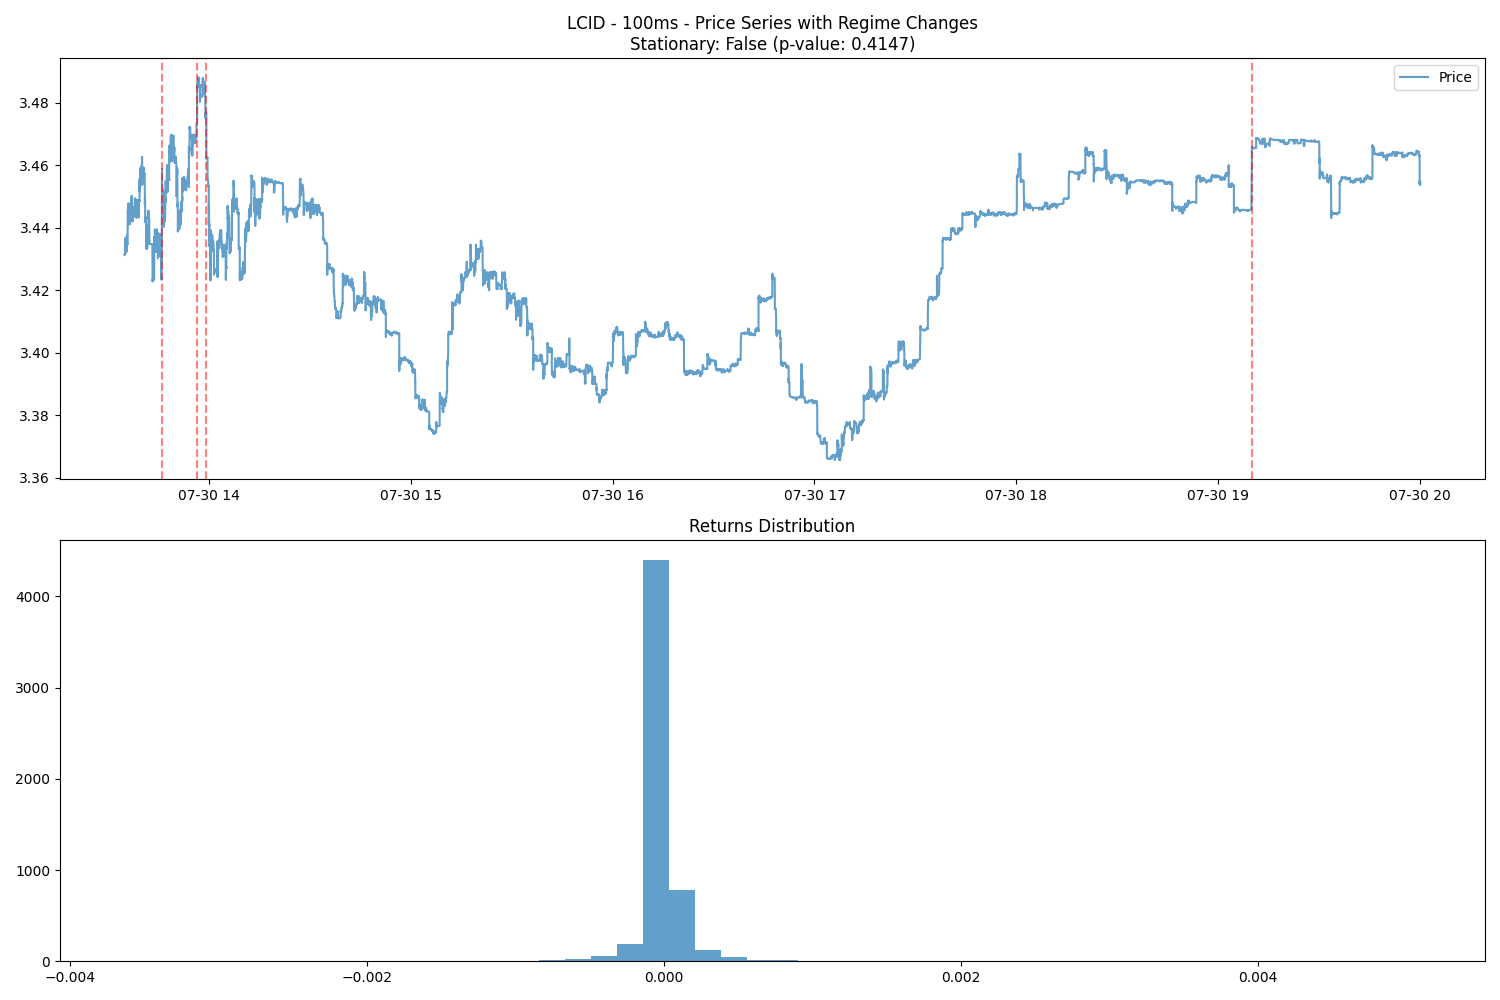 LCID - 100ms - Price Series with Regime Changes
Stationary: False (p-value: 0.4147)
Price
3.48
3.46
3.44
3.42
3.40
3.38
3.36
07-30 14 07-30 15 07-30 16 07-30 17 07-30 18 07-30 19 07-30 20
Returns Distribution
4000
3000
2000
1000
0
−0.004 −0.002 0.000 0.002 0.004